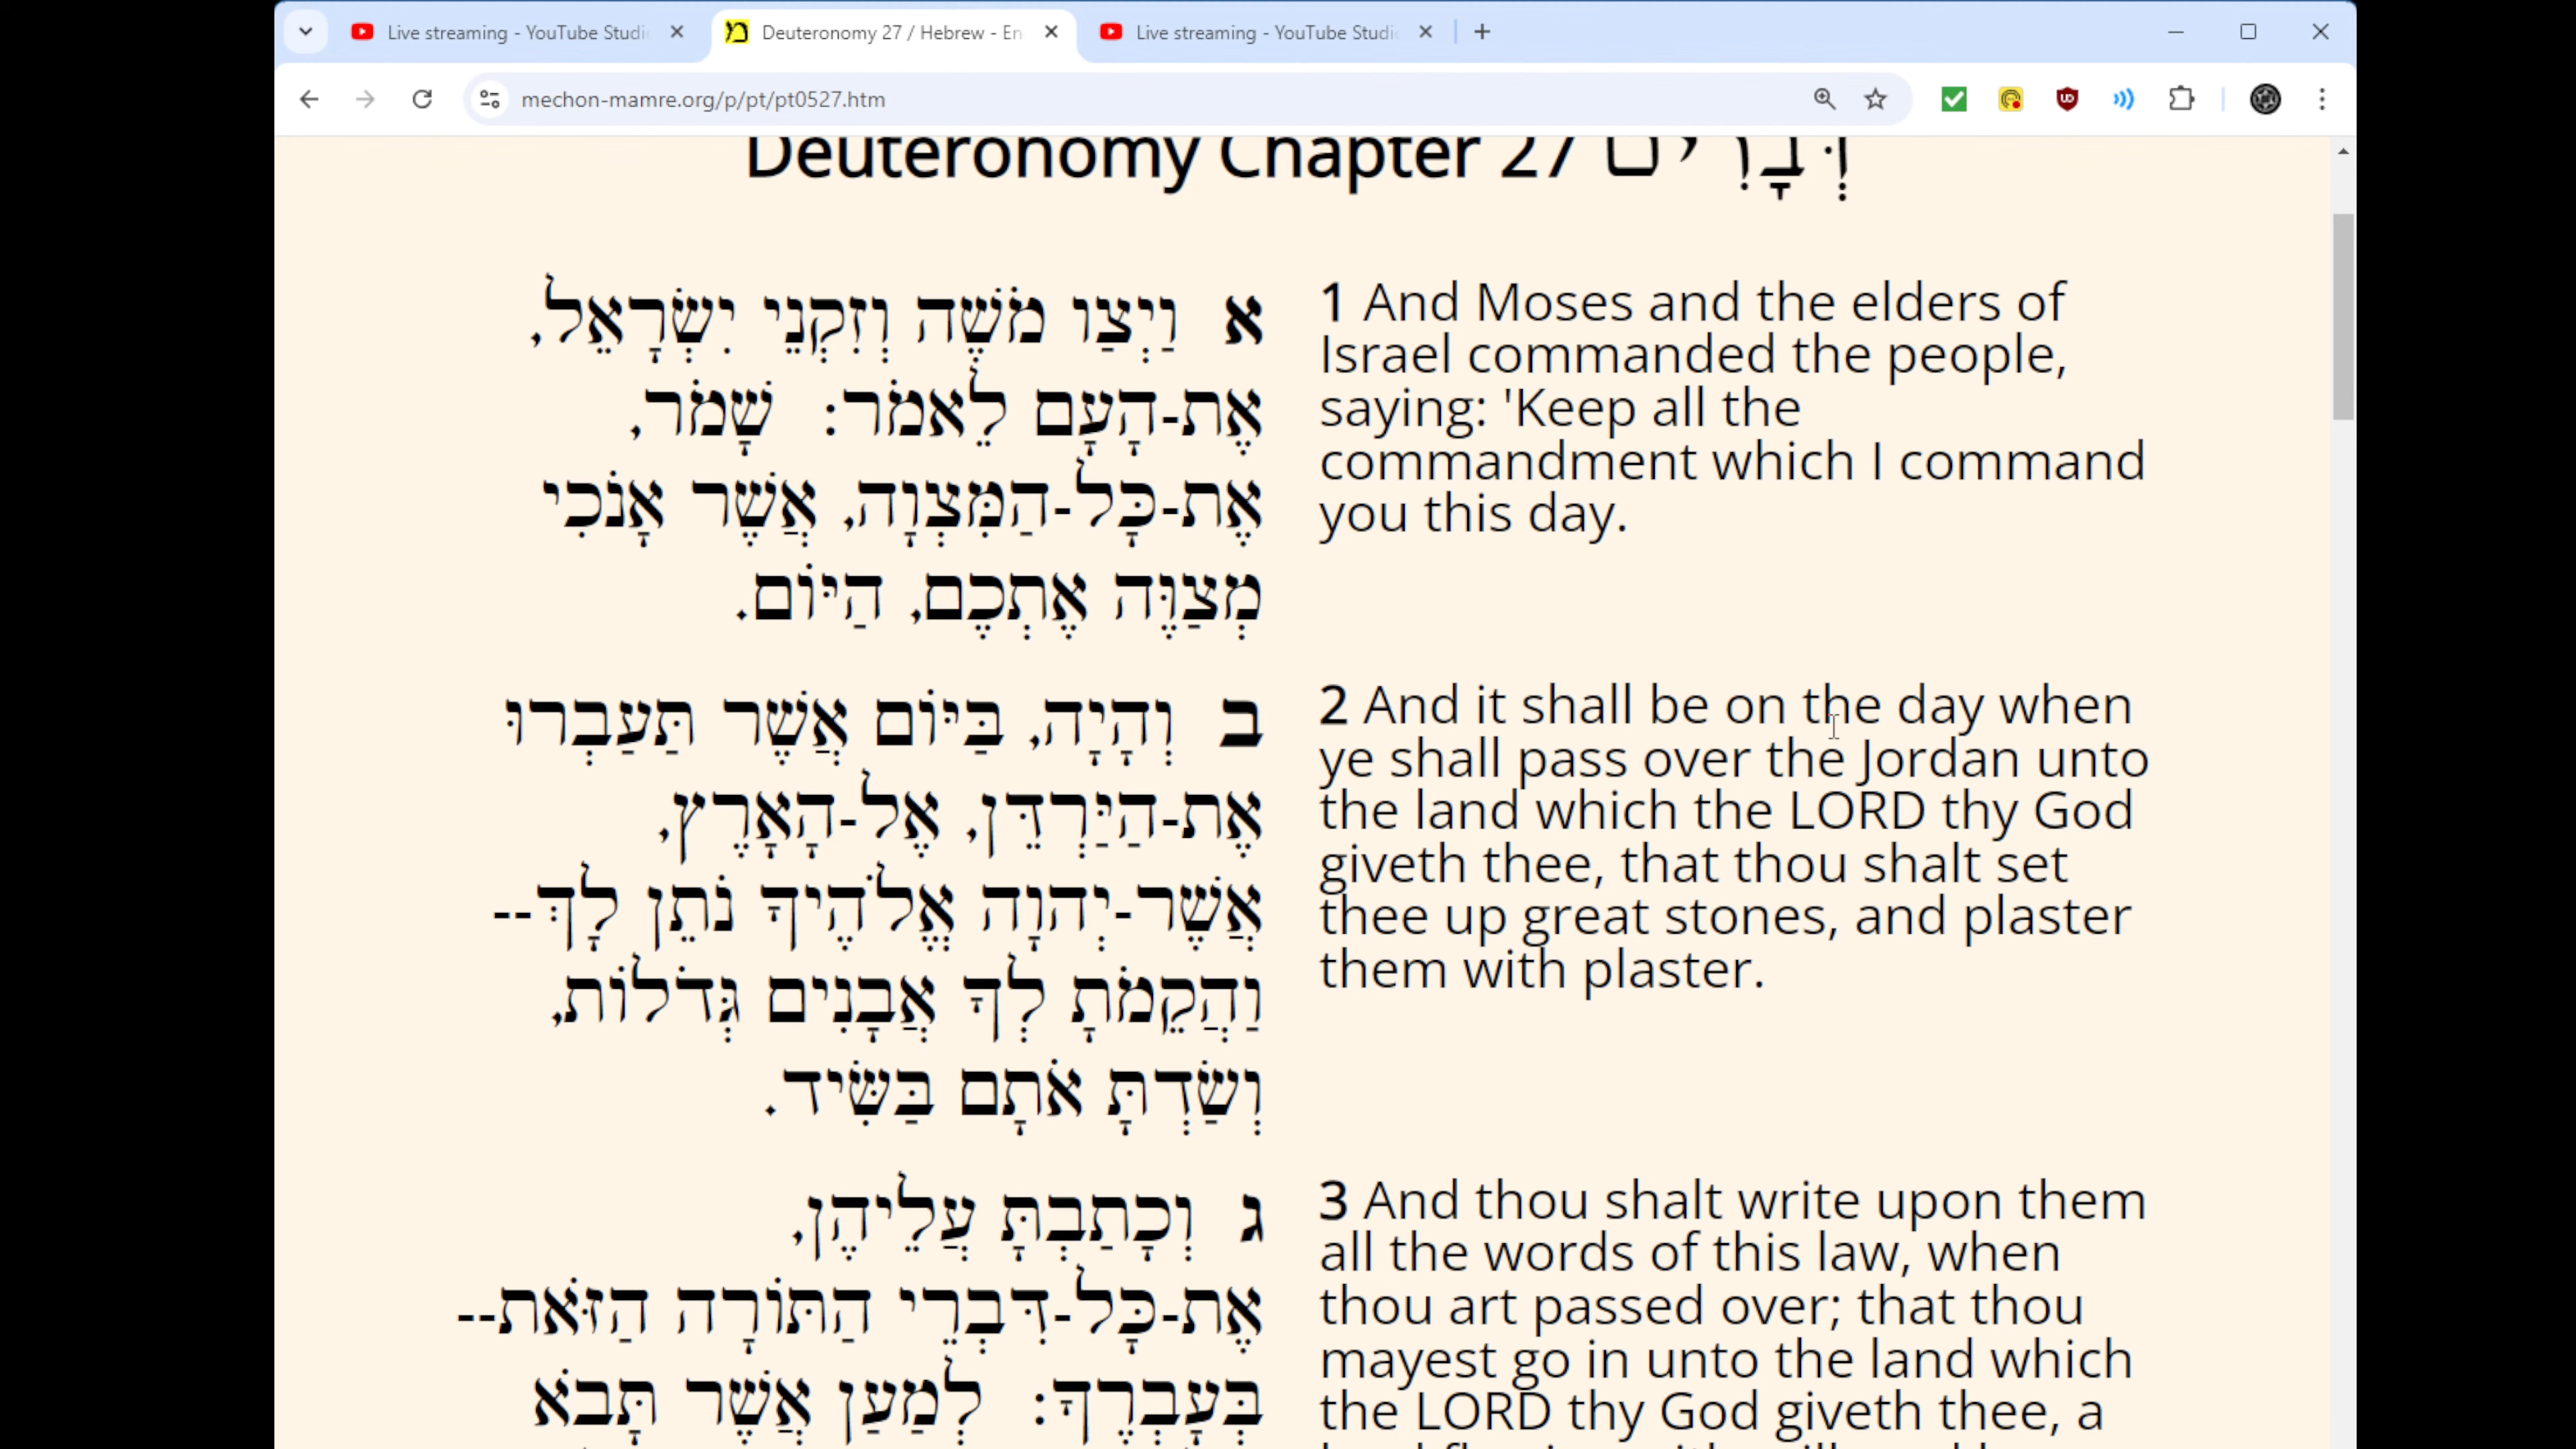 Live streaming - YouTube Studi
Deuteronomy 27 / Hebrew - En
Live streaming - YouTube Studi
mechon-mamre.org/p/pt/pt0527.htm
Deuteronomy Chapter 27 דְּבָרִים
א וַיְצַו מֹשֶׁה וְזִקְנֵי יִשְׂרָאֵל,
אֶת-הָעָם לֵאמֹר: שָׁמֹר,
אֶת-כָּל-הַמִּצְוָה, אֲשֶׁר אָנֹכִי
מְצַוֶּה אֶתְכֶם, הַיּוֹם.
1 And Moses and the elders of
Israel commanded the people,
saying: 'Keep all the
commandment which I command
you this day.
ב וְהָיָה, בַּיּוֹם אֲשֶׁר תַּעַבְרוּ
אֶת-הַיַּרְדֵּן, אֶל-הָאָרֶץ,
אֲשֶׁר-יְהוָה אֱלֹהֶיךָ נֹתֵן לָךְ--
וַהֲקֵמֹתָ לְךָ אֲבָנִים גְּדֹלוֹת,
וְשַׂדְתָּ אֹתָם בַּשִּׂיד.
2 And it shall be on the day when
ye shall pass over the Jordan unto
the land which the LORD thy God
giveth thee, that thou shalt set
thee up great stones, and plaster
them with plaster.
ג וְכָתַבְתָּ עֲלֵיהֶן,
אֶת-כָּל-דִּבְרֵי הַתּוֹרָה הַזֹּאת--
בְּעָבְרֶךָ: לְמַעַן אֲשֶׁר תָּבֹא
3 And thou shalt write upon them
all the words of this law, when
thou art passed over; that thou
mayest go in unto the land which
the LORD thy God giveth thee, a